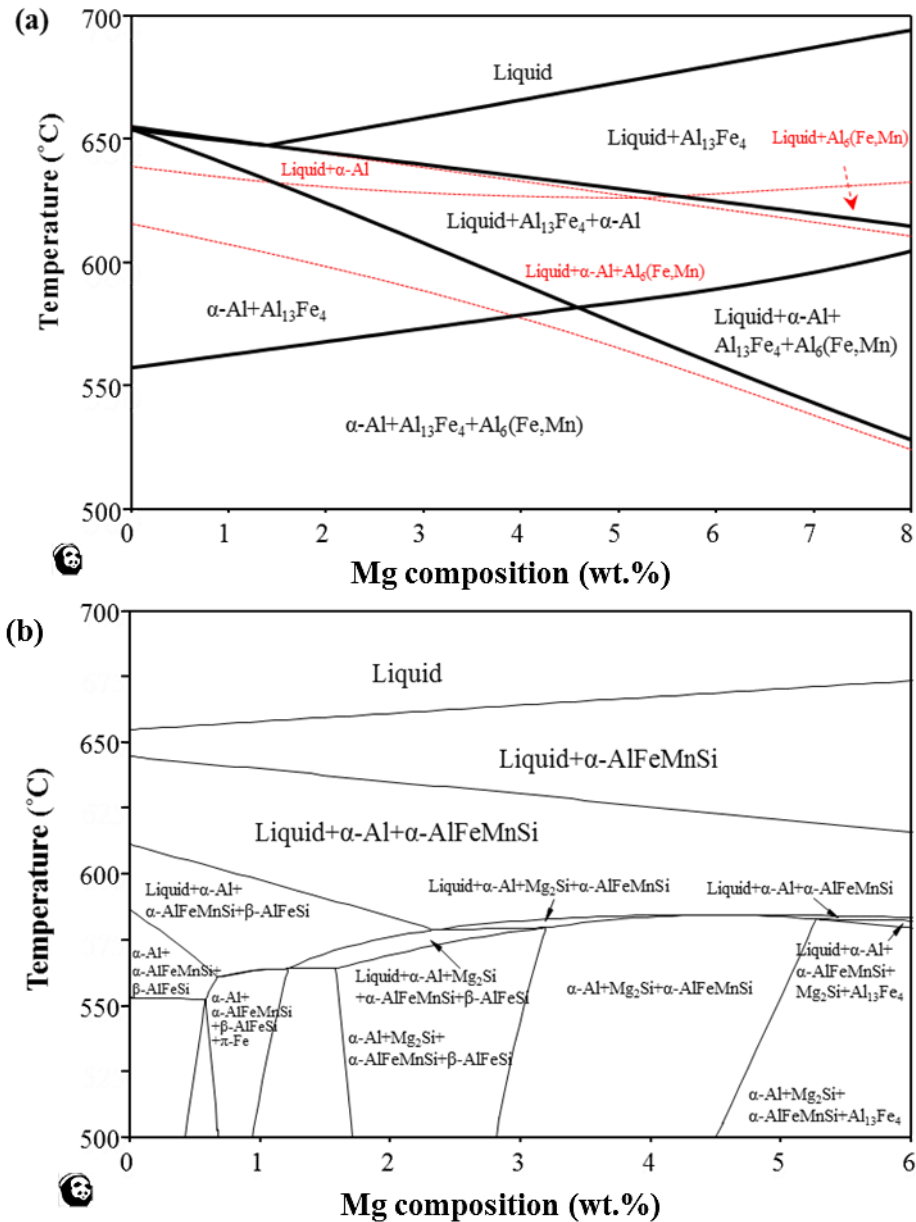 (a)
700
650
600
550
500
Temperature (°C)
Liquid
Liquid+Al₁₃Fe₄
Liquid+Al₆(Fe,Mn)
Liquid+α-Al
Liquid+Al₁₃Fe₄+α-Al
Liquid+α-Al+Al₆(Fe,Mn)
α-Al+Al₁₃Fe₄
Liquid+α-Al+
Al₁₃Fe₄+Al₆(Fe,Mn)
α-Al+Al₁₃Fe₄+Al₆(Fe,Mn)
0 1 2 3 4 5 6 7 8
Mg composition (wt.%)
(b)
700
650
600
550
500
Temperature (°C)
Liquid
Liquid+α-AlFeMnSi
Liquid+α-Al+α-AlFeMnSi
Liquid+α-Al+
α-AlFeMnSi+β-AlFeSi
Liquid+α-Al+Mg₂Si+α-AlFeMnSi
Liquid+α-Al+α-AlFeMnSi
α-Al+
α-AlFeMnSi+
β-AlFeSi
α-Al+
α-AlFeMnSi
+β-AlFeSi
+π-Fe
Liquid+α-Al+Mg₂Si
+α-AlFeMnSi+β-AlFeSi
α-Al+Mg₂Si+
α-AlFeMnSi+β-AlFeSi
α-Al+Mg₂Si+α-AlFeMnSi
Liquid+α-Al+
α-AlFeMnSi+
Mg₂Si+Al₁₃Fe₄
α-Al+Mg₂Si+
α-AlFeMnSi+Al₁₃Fe₄
0 1 2 3 4 5 6
Mg composition (wt.%)